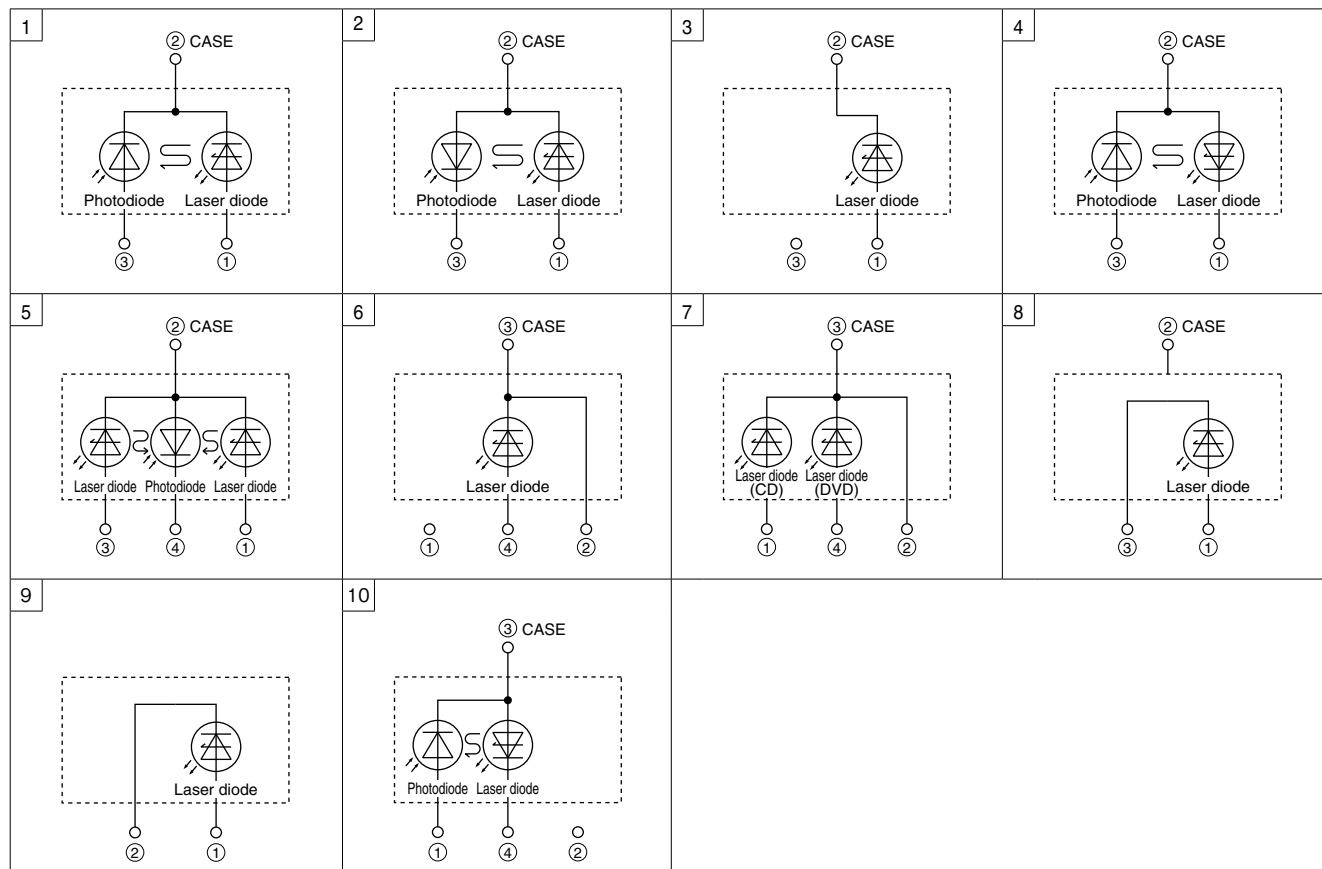 1
② CASE
Photodiode Laser diode
③ ①
2
② CASE
Photodiode Laser diode
③ ①
3
② CASE
Laser diode
③ ①
4
② CASE
Photodiode Laser diode
③ ①
5
② CASE
Laser diode Photodiode Laser diode
③ ④ ①
6
③ CASE
Laser diode
① ④ ②
7
③ CASE
Laser diode Laser diode
(CD) (DVD)
① ④ ②
8
② CASE
Laser diode
③ ①
9
Laser diode
② ①
10
③ CASE
Photodiode Laser diode
① ④ ②